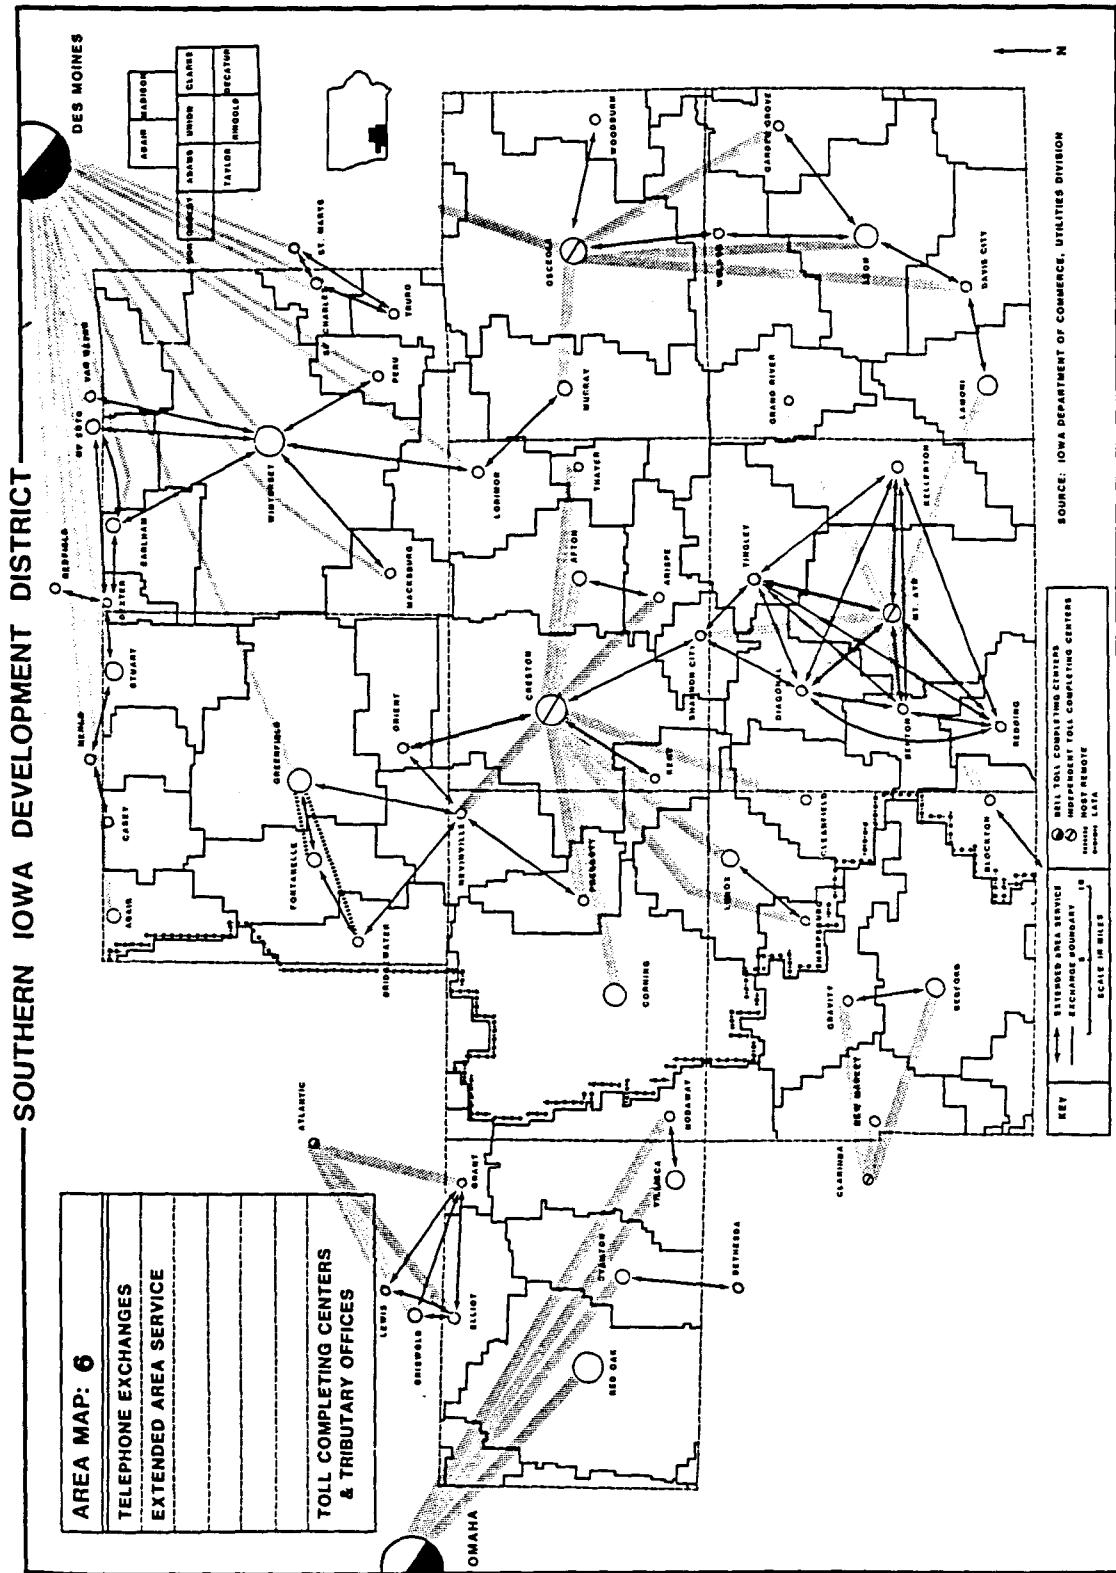 SOUTHERN IOWA DEVELOPMENT DISTRICT
AREA MAP: 6
TELEPHONE EXCHANGES
EXTENDED AREA SERVICE
TOLL COMPLETING CENTERS
& TRIBUTARY OFFICES
OMAHA
DES MOINES
ADAIR
MADISON
ADAMS
UNION
CLARKE
TAYLOR
RINGOLD
DECATUR
ATLANTIC
LEWIS
GRISWOLD
ELLIOT
GRANT
RED OAK
STANTON
VILLISCA
NODAWAY
BETHESDA
CLARINDA
NEW MARKET
GRAVITY
BEDFORD
BLOCKTON
CLEARFIELD
SHARPSBURG
LENOX
CORNING
PRESCOTT
NEVINVILLE
KENT
CRESTON
ORIENT
GREENFIELD
FONTANELLE
BRIDGEWATER
ADAIR
CASEY
MENLO
STUART
DEXTER
REDFIELD
EARLHAM
DE SOTO
VAN METER
WINTERSET
MACKSBURG
PERU
ST. CHARLES
ST. MARYS
TRURO
LORIMOR
MURRAY
THAYER
AFTON
ARISPE
SHANNON CITY
TINGLEY
DIAGONAL
MT. AYR
KELLERTON
BENTON
REDDING
GRAND RIVER
LAMONI
DAVIS CITY
LEON
WELDON
OSCEOLA
WOODBURN
GARDEN GROVE
N
KEY
EXTENDED AREA SERVICE
EXCHANGE BOUNDARY
SCALE IN MILES
BELL TOLL COMPLETING CENTERS
INDEPENDENT TOLL COMPLETING CENTERS
HOST REMOTE
LATA
SOURCE: IOWA DEPARTMENT OF COMMERCE, UTILITIES DIVISION